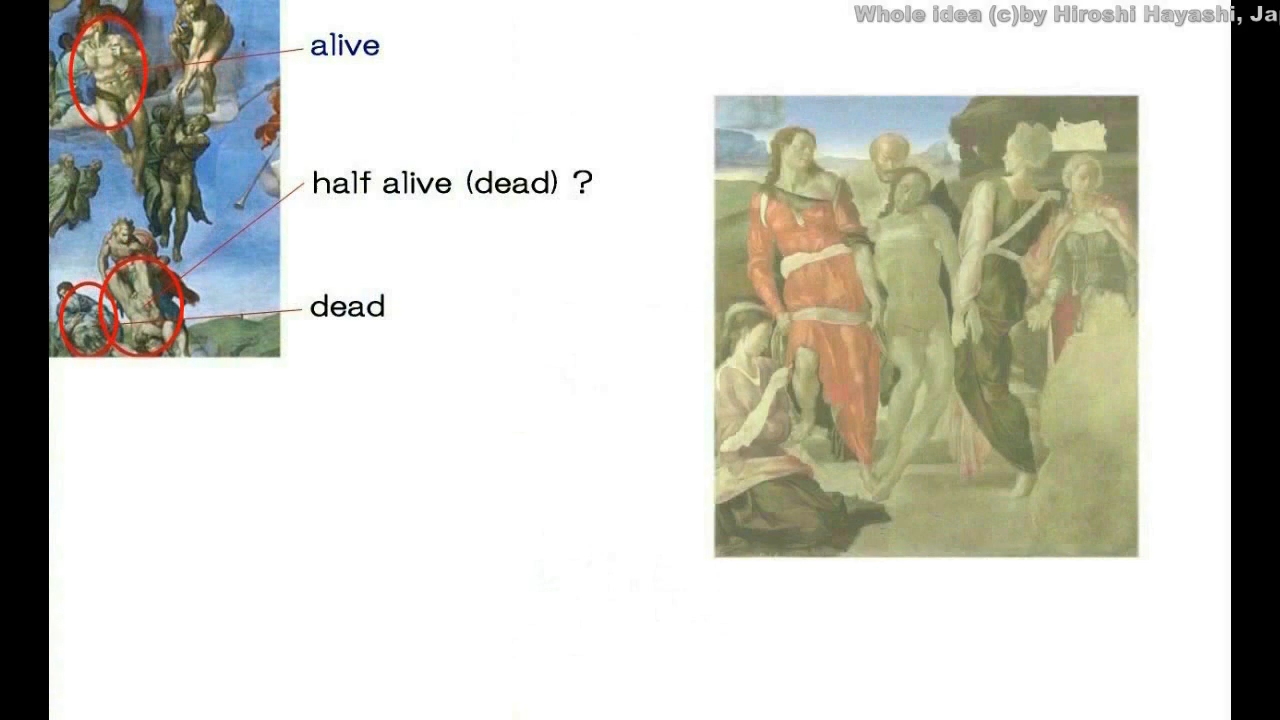 Whole idea (c)by Hiroshi Hayashi, Ja
alive
half alive (dead) ?
dead